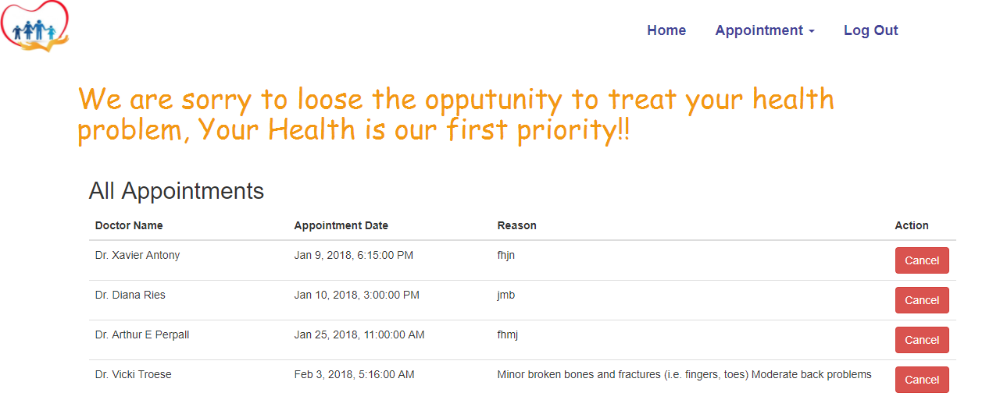 Home Appointment Log Out
We are sorry to loose the opputunity to treat your health
problem, Your Health is our first priority!!
All Appointments
Doctor Name Appointment Date Reason Action
Dr. Xavier Antony Jan 9, 2018, 6:15:00 PM fhjn Cancel
Dr. Diana Ries Jan 10, 2018, 3:00:00 PM jmb Cancel
Dr. Arthur E Perpall Jan 25, 2018, 11:00:00 AM fhmj Cancel
Dr. Vicki Troese Feb 3, 2018, 5:16:00 AM Minor broken bones and fractures (i.e. fingers, toes) Moderate back problems Cancel